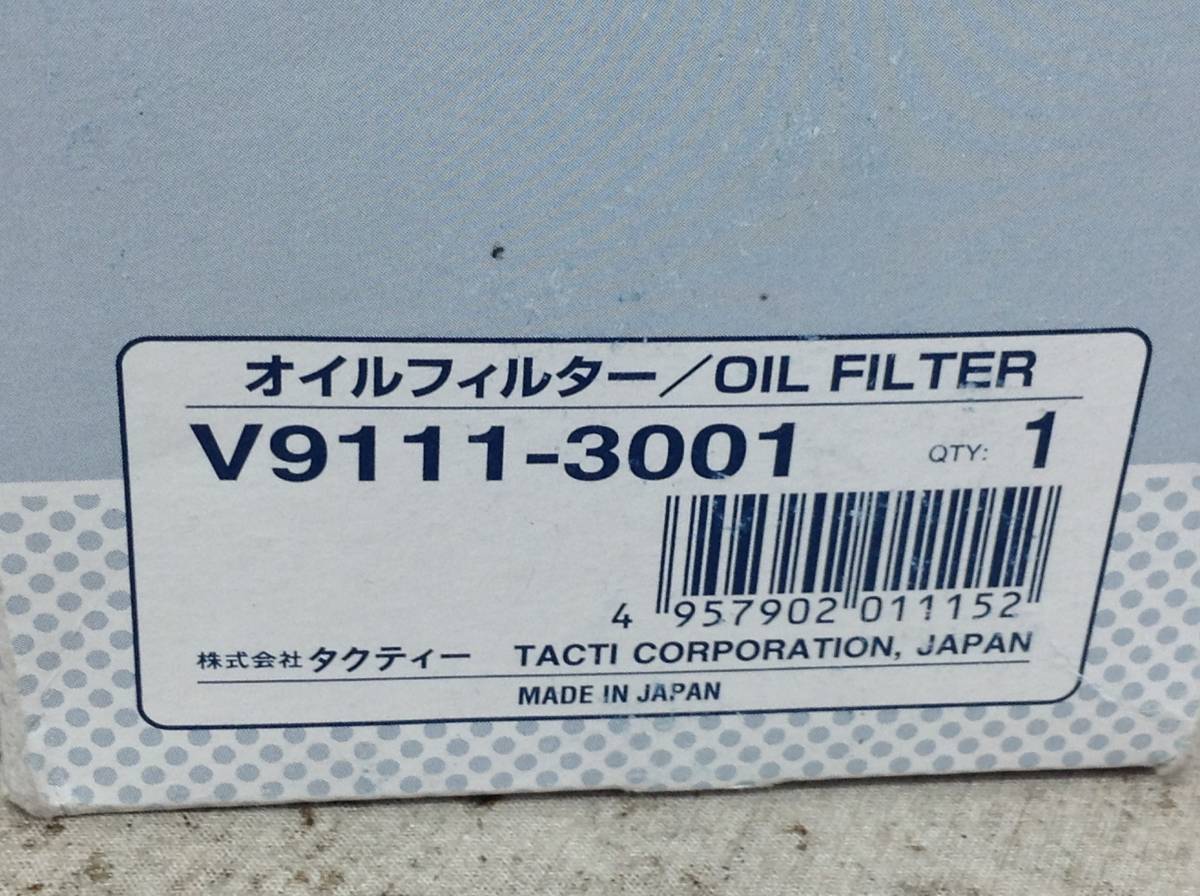 オイルフィルター／OIL FILTER
V9111-3001 QTY: 1
4 957902 011152
株式会社タクティー TACTI CORPORATION, JAPAN
MADE IN JAPAN